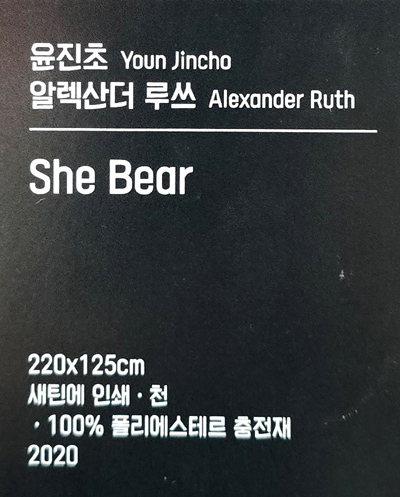 윤진초 Youn Jincho
알렉산더 루쓰 Alexander Ruth
She Bear
220x125cm
새틴에 인쇄 · 천
· 100% 폴리에스테르 충전재
2020